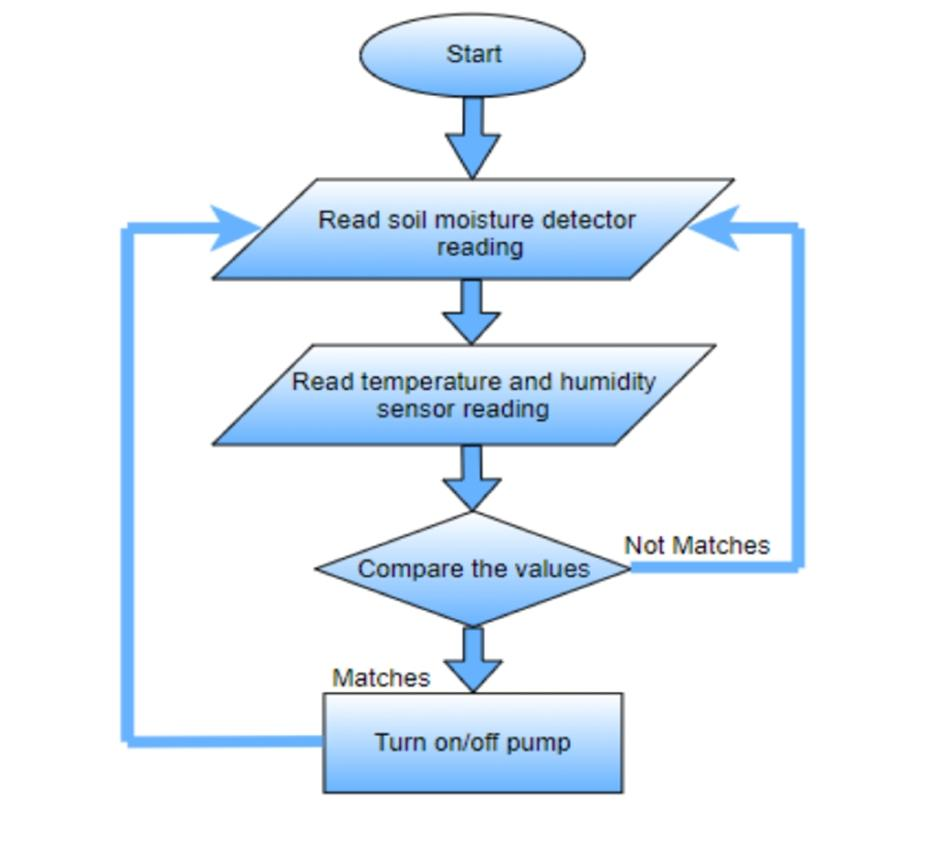 Start
Read soil moisture detector
reading
Read temperature and humidity
sensor reading
Compare the values
Not Matches
Matches
Turn on/off pump